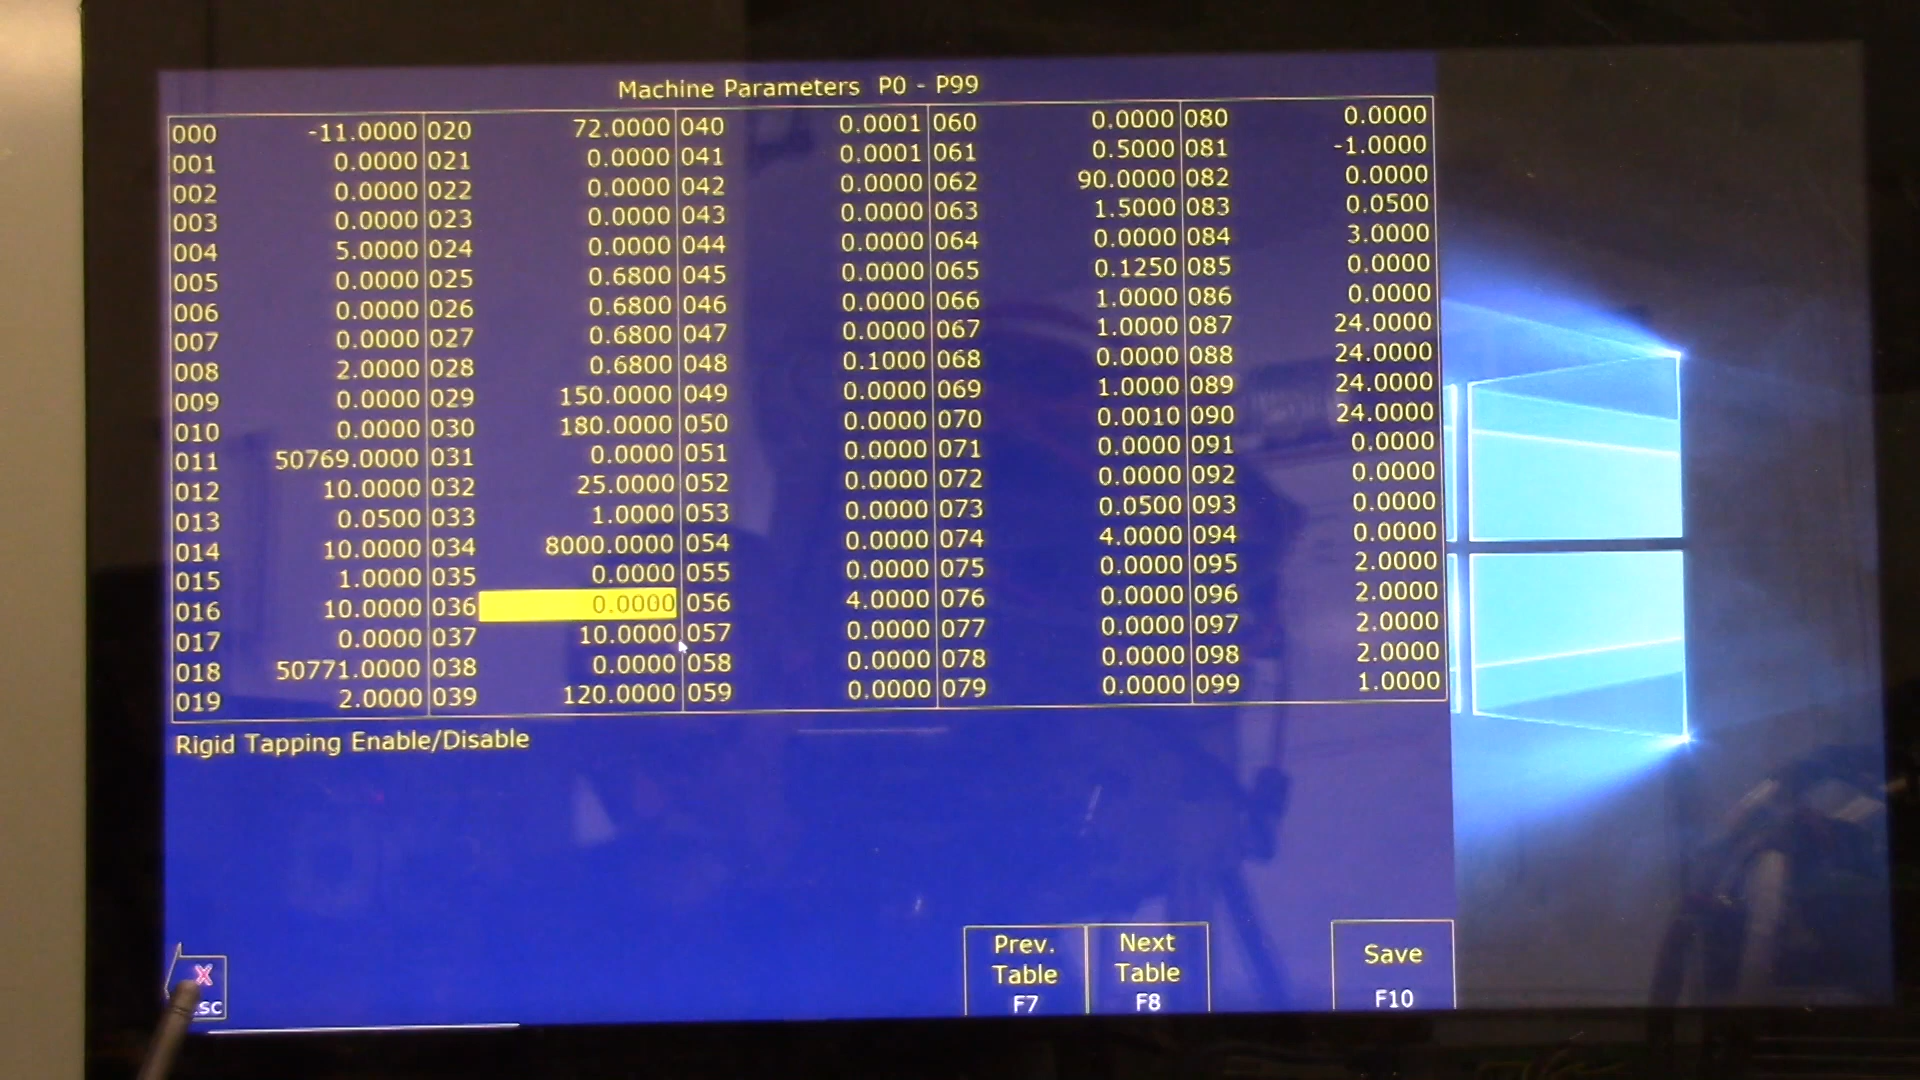 Machine Parameters P0 - P99
000 -11.0000 020 72.0000 040 0.0001 060 0.0000 080 0.0000
001 0.0000 021 0.0000 041 0.0001 061 0.5000 081 -1.0000
002 0.0000 022 0.0000 042 0.0000 062 90.0000 082 0.0000
003 0.0000 023 0.0000 043 0.0000 063 1.5000 083 0.0500
004 5.0000 024 0.0000 044 0.0000 064 0.0000 084 3.0000
005 0.0000 025 0.6800 045 0.0000 065 0.1250 085 0.0000
006 0.0000 026 0.6800 046 0.0000 066 1.0000 086 0.0000
007 0.0000 027 0.6800 047 0.0000 067 1.0000 087 24.0000
008 2.0000 028 0.6800 048 0.1000 068 0.0000 088 24.0000
009 0.0000 029 150.0000 049 0.0000 069 1.0000 089 24.0000
010 0.0000 030 180.0000 050 0.0000 070 0.0010 090 24.0000
011 50769.0000 031 0.0000 051 0.0000 071 0.0000 091 0.0000
012 10.0000 032 25.0000 052 0.0000 072 0.0000 092 0.0000
013 0.0500 033 1.0000 053 0.0000 073 0.0500 093 0.0000
014 10.0000 034 8000.0000 054 0.0000 074 4.0000 094 0.0000
015 1.0000 035 0.0000 055 0.0000 075 0.0000 095 2.0000
016 10.0000 036 0.0000 056 4.0000 076 0.0000 096 2.0000
017 0.0000 037 10.0000 057 0.0000 077 0.0000 097 2.0000
018 50771.0000 038 0.0000 058 0.0000 078 0.0000 098 2.0000
019 2.0000 039 120.0000 059 0.0000 079 0.0000 099 1.0000
Rigid Tapping Enable/Disable
X
Prev.
Table
F7
Next
Table
F8
Save
F10